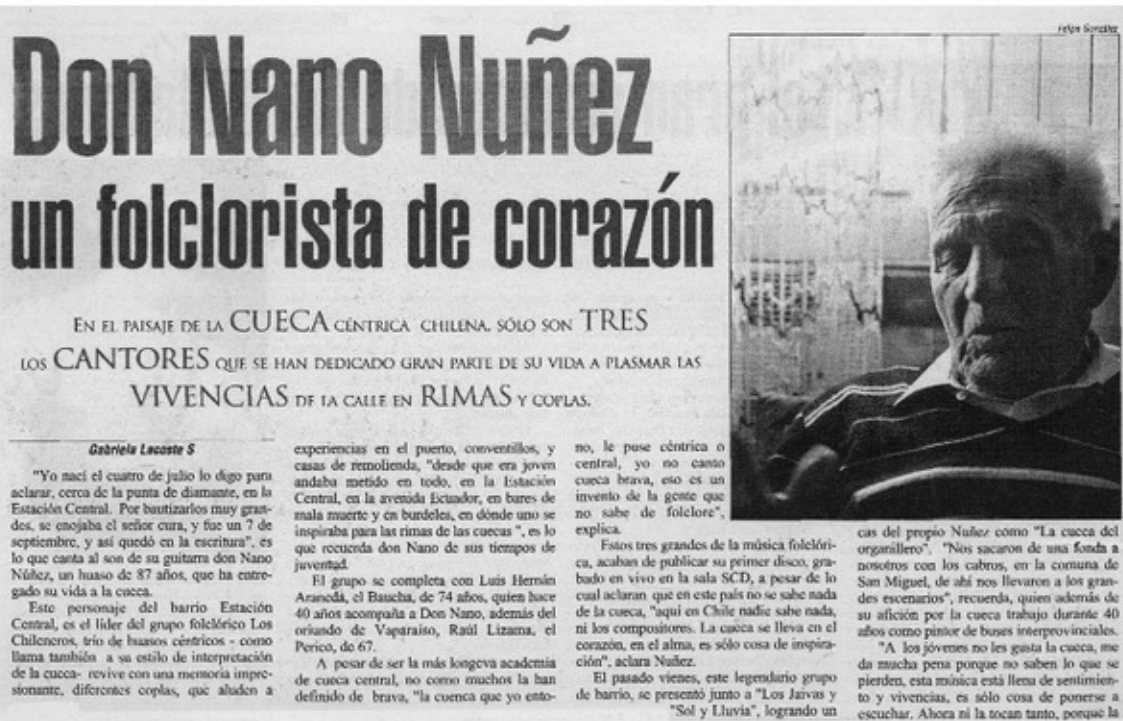 Felipe González
Don Nano Nuñez
un folclorista de corazón
EN EL PAISAJE DE LA CUECA CÉNTRICA CHILENA, SÓLO SON TRES
LOS CANTORES QUE SE HAN DEDICADO GRAN PARTE DE SU VIDA A PLASMAR LAS
VIVENCIAS DE LA CALLE EN RIMAS Y COPLAS.
Gabriela Lacoste S
"Yo nací el cuatro de julio lo digo para
aclarar, cerca de la punta de diamante, en la
Estación Central. Por bautizarlos muy gran-
des, se enojaba el señor cura, y fue un 7 de
septiembre, y así quedó en la escritura", es
lo que canta al son de su guitarra don Nano
Núñez, un huaso de 87 años, que ha entre-
gado su vida a la cueca.
Este personaje del barrio Estación
Central, es el líder del grupo folclórico Los
Chileneros, trío de huasos céntricos - como
llama también a su estilo de interpretación
de la cueca- revive con una memoria impre-
sionante, diferentes coplas, que aluden a
experiencias en el puerto, conventillos, y
casas de remolienda, "desde que era joven
andaba metido en todo, en la Estación
Central, en la avenida Ecuador, en bares de
mala muerte y en burdeles, en dónde uno se
inspiraba para las rimas de las cuecas ", es lo
que recuerda don Nano de sus tiempos de
juventud.
El grupo se completa con Luis Hernán
Araneda, el Baucha, de 74 años, quien hace
40 años acompaña a Don Nano, además del
oriundo de Vaparaíso, Raúl Lizama, el
Perico, de 67.
A pesar de ser la más longeva academia
de cueca central, no como muchos la han
definido de brava, "la cuenca que yo ento-
no, le puse céntrica o
central, yo no canto
cueca brava, eso es un
invento de la gente que
no sabe de folclore",
explica.
Estos tres grandes de la música folclóri-
ca, acaban de publicar su primer disco, gra-
bado en vivo en la sala SCD, a pesar de lo
cual aclaran que en este país no se sabe nada
de la cueca, "aquí en Chile nadie sabe nada,
ni los compositores. La cueca se lleva en el
corazón, en el alma, es sólo cosa de inspira-
ción", aclara Nuñez.
El pasado vienes, este legendario grupo
de barrio, se presentó junto a "Los Jaivas y
"Sol y Lluvia", logrando un
cas del propio Nuñez como "La cueca del
organillero". "Nos sacaron de una fonda a
nosotros con los cabros, en la comuna de
San Miguel, de ahí nos llevaron a los gran-
des escenarios", recuerda, quien además de
su afición por la cueca trabajo durante 40
años como pintor de buses interprovinciales.
"A los jóvenes no les gusta la cueca, me
da mucha pena porque no saben lo que se
pierden, esta música está llena de sentimien-
to y vivencias, es sólo cosa de ponerse a
escuchar. Ahora ni la tocan tanto, porque la